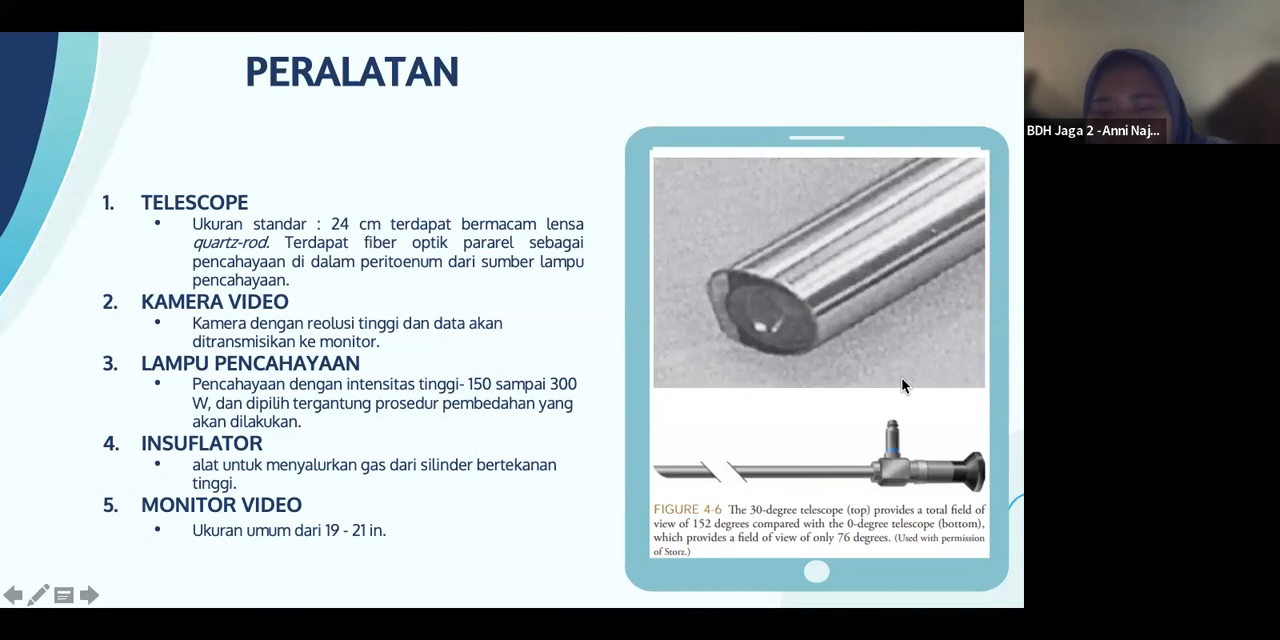 PERALATAN
1. TELESCOPE
• Ukuran standar : 24 cm terdapat bermacam lensa
quartz-rod. Terdapat fiber optik pararel sebagai
pencahayaan di dalam peritoenum dari sumber lampu
pencahayaan.
2. KAMERA VIDEO
• Kamera dengan reolusi tinggi dan data akan
ditransmisikan ke monitor.
3. LAMPU PENCAHAYAAN
• Pencahayaan dengan intensitas tinggi- 150 sampai 300
W, dan dipilih tergantung prosedur pembedahan yang
akan dilakukan.
4. INSUFLATOR
• alat untuk menyalurkan gas dari silinder bertekanan
tinggi.
5. MONITOR VIDEO
• Ukuran umum dari 19 - 21 in.
FIGURE 4-6 The 30-degree telescope (top) provides a total field of
view of 152 degrees compared with the 0-degree telescope (bottom),
which provides a field of view of only 76 degrees. (Used with permission
of Storz.)
BDH Jaga 2 -Anni Naj...